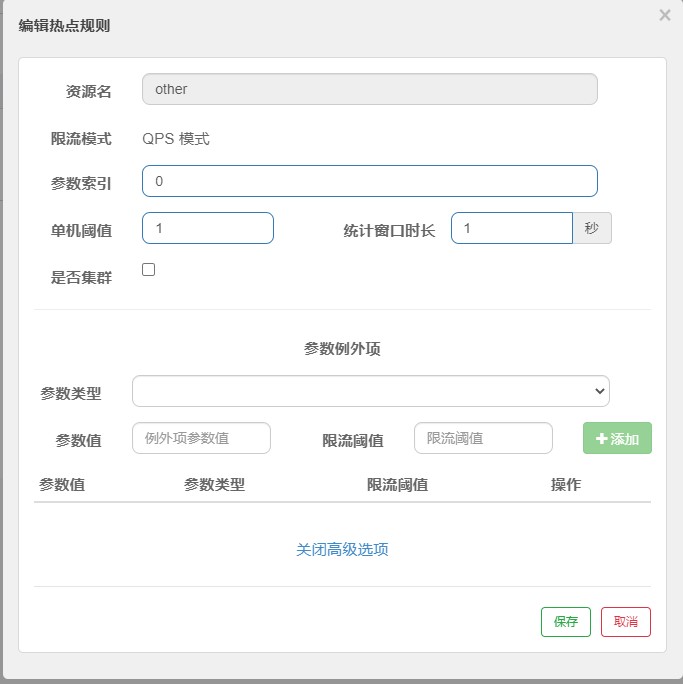 编辑热点规则
×
资源名 other
限流模式 QPS 模式
参数索引 0
单机阈值 1 统计窗口时长 1 秒
是否集群
参数例外项
参数类型
参数值 例外项参数值 限流阈值 限流阈值 添加
参数值 参数类型 限流阈值 操作
关闭高级选项
保存 取消